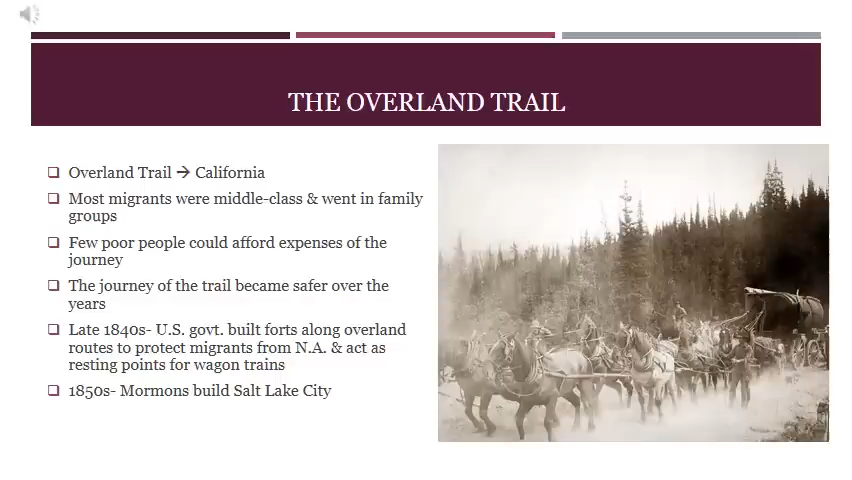 THE OVERLAND TRAIL
❑ Overland Trail → California
❑ Most migrants were middle-class & went in family
groups
❑ Few poor people could afford expenses of the
journey
❑ The journey of the trail became safer over the
years
❑ Late 1840s- U.S. govt. built forts along overland
routes to protect migrants from N.A. & act as
resting points for wagon trains
❑ 1850s- Mormons build Salt Lake City